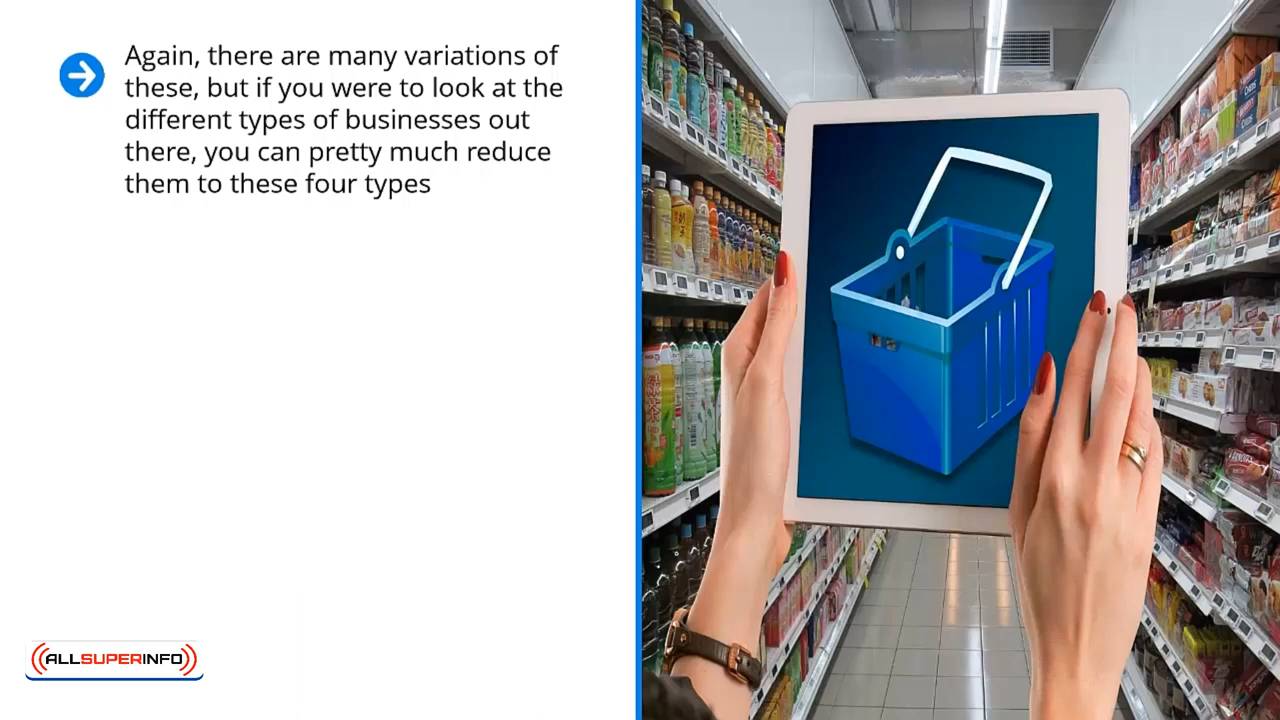 Again, there are many variations of
these, but if you were to look at the
different types of businesses out
there, you can pretty much reduce
them to these four types
ALLSUPERINFO